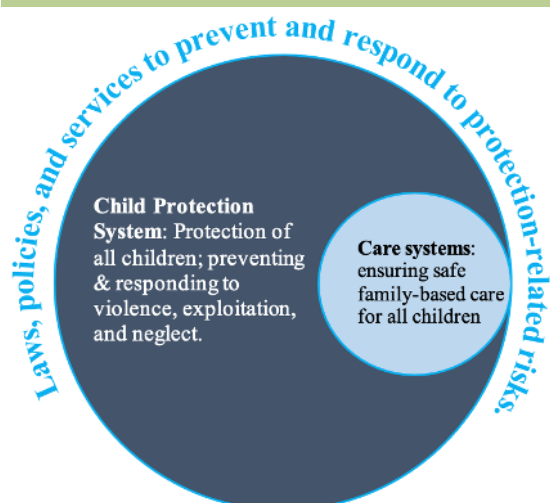 Laws, policies, and services to prevent and respond to protection-related risks.
Child Protection
System: Protection of
all children; preventing
& responding to
violence, exploitation,
and neglect.
Care systems:
ensuring safe
family-based care
for all children